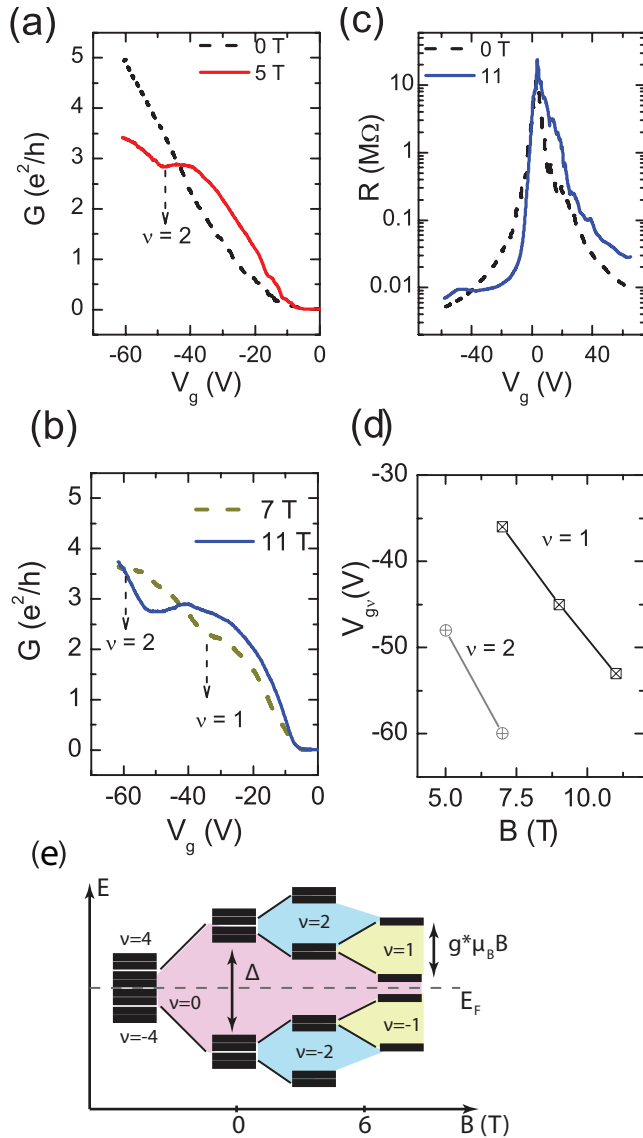 (a)
0 T
5 T
G (e²/h)
5
4
3
2
1
0
ν = 2
-60 -40 -20 0
V_g (V)
(c)
0 T
11
R (MΩ)
10
1
0.1
0.01
-60 -40 0 40
V_g (V)
(b)
7 T
11 T
G (e²/h)
5
4
3
2
1
0
ν = 2
ν = 1
-60 -40 -20 0
V_g (V)
(d)
V_gν (V)
-30
-40
-50
-60
ν = 1
ν = 2
5.0 7.5 10.0
B (T)
(e)
E
ν=4
ν=0
ν=-4
Δ
ν=2
ν=-2
ν=1
ν=-1
g*μ_B B
E_F
0 6 B (T)